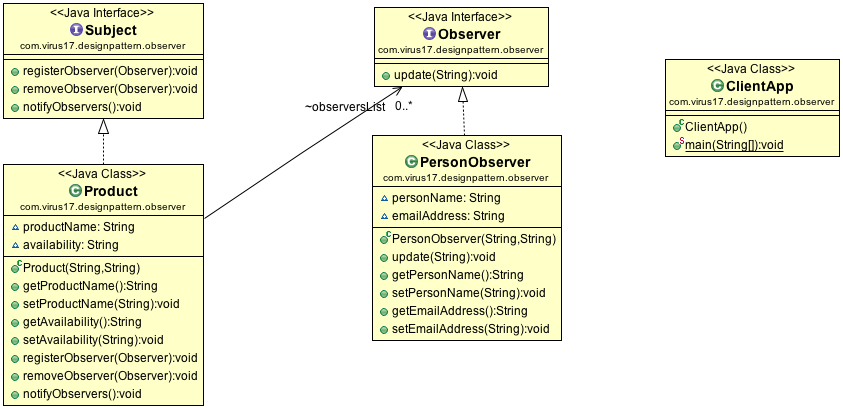 <<Java Interface>>
Subject
com.virus17.designpattern.observer
registerObserver(Observer):void
removeObserver(Observer):void
notifyObservers():void
<<Java Interface>>
Observer
com.virus17.designpattern.observer
update(String):void
~observersList 0..*
<<Java Class>>
ClientApp
com.virus17.designpattern.observer
ClientApp()
main(String[]):void
<<Java Class>>
Product
com.virus17.designpattern.observer
productName: String
availability: String
Product(String,String)
getProductName():String
setProductName(String):void
getAvailability():String
setAvailability(String):void
registerObserver(Observer):void
removeObserver(Observer):void
notifyObservers():void
<<Java Class>>
PersonObserver
com.virus17.designpattern.observer
personName: String
emailAddress: String
PersonObserver(String,String)
update(String):void
getPersonName():String
setPersonName(String):void
getEmailAddress():String
setEmailAddress(String):void